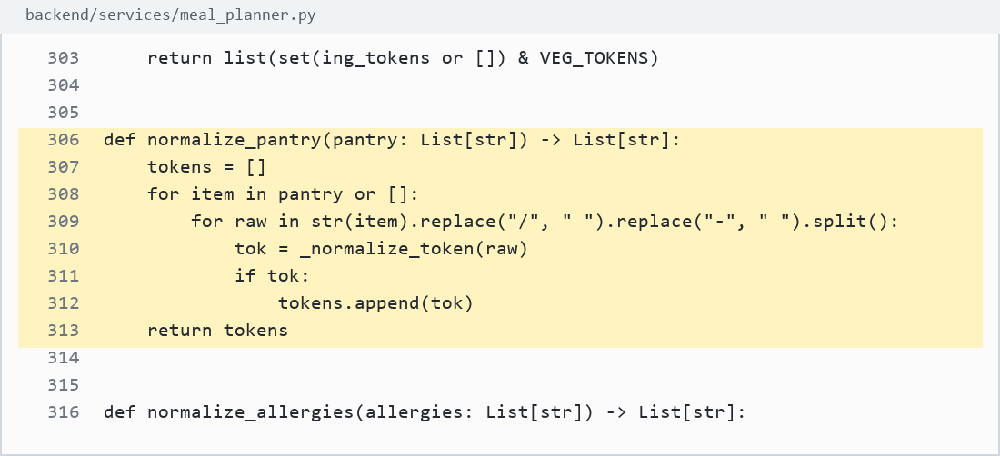 backend/services/meal_planner.py
303     return list(set(ing_tokens or []) & VEG_TOKENS)
304
305
306 def normalize_pantry(pantry: List[str]) -> List[str]:
307     tokens = []
308     for item in pantry or []:
309         for raw in str(item).replace("/", " ").replace("-", " ").split():
310             tok = _normalize_token(raw)
311             if tok:
312                 tokens.append(tok)
313     return tokens
314
315
316 def normalize_allergies(allergies: List[str]) -> List[str]: